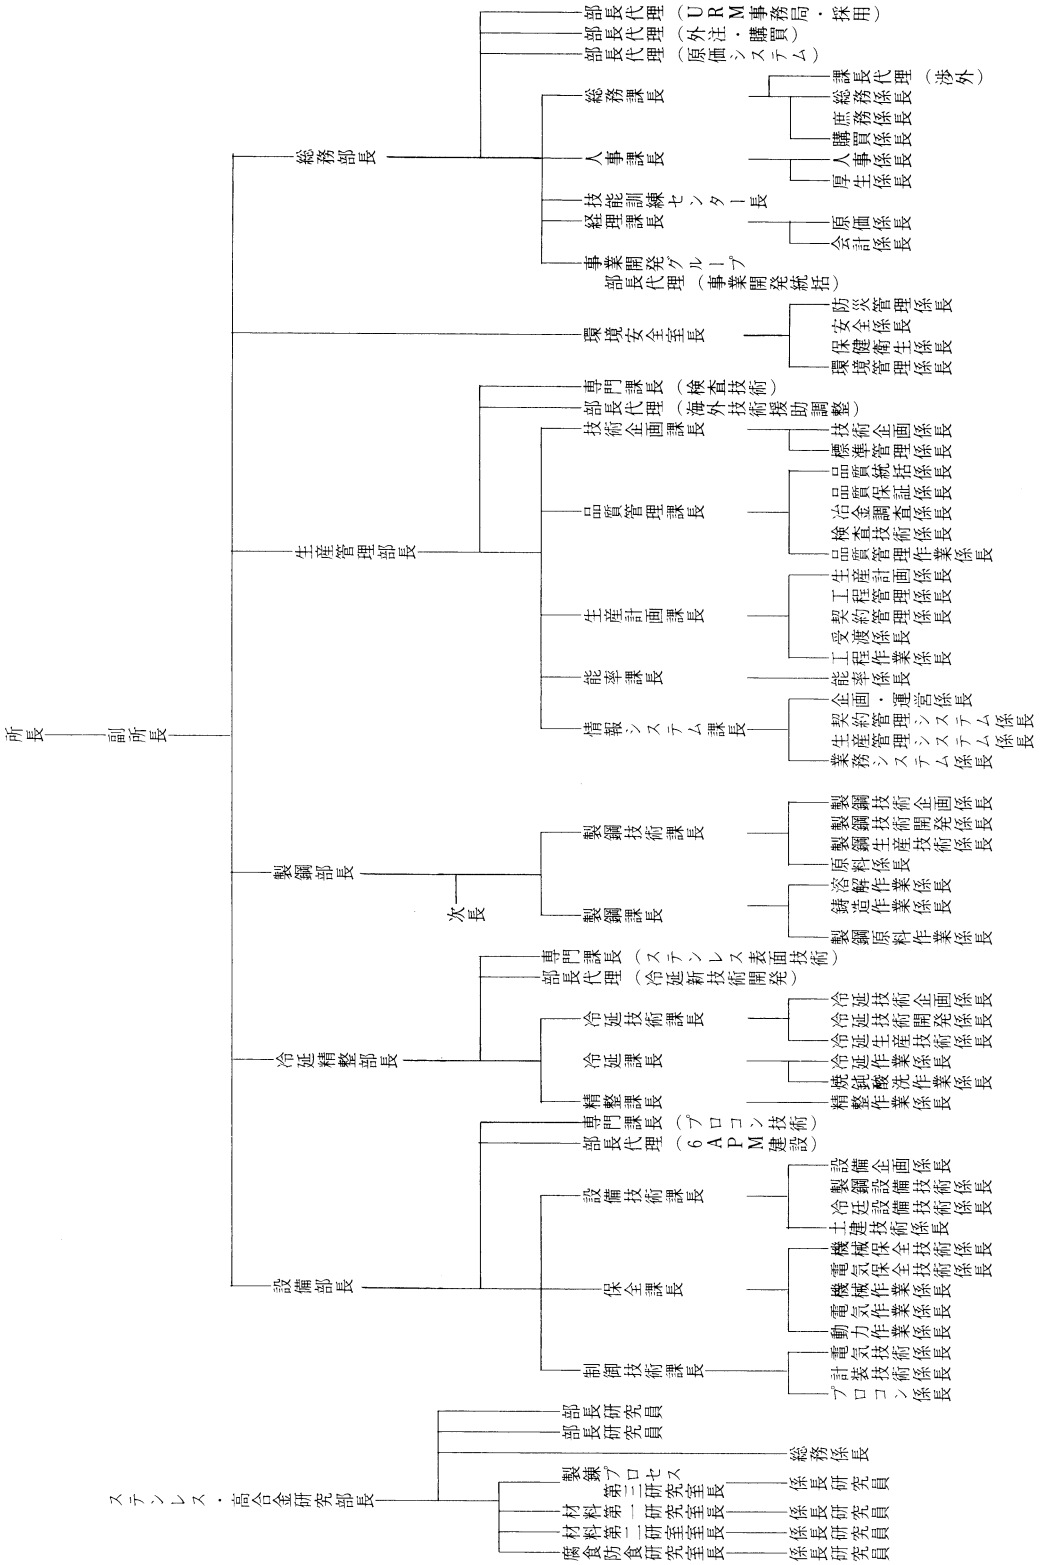 所長
副所長
総務部長
部長代理（ＵＲＭ事務局・採用）
部長代理（外注・購買）
部長代理（原価システム）
総務課長
課長代理（渉外）
総務係長
庶務係長
購買係長
人事課長
人事係長
厚生係長
技能訓練センター長
経理課長
原価係長
会計係長
事業開発グループ
部長代理（事業開発統括）
環境安全室長
防災管理係長
安全係長
保健衛生係長
環境管理係長
生産管理部長
専門課長（検査技術）
部長代理（海外技術援助調整）
技術企画課長
技術企画係長
標準管理係長
品質管理課長
品質統括係長
品質保証係長
冶金調査係長
検査技術係長
品質管理作業係長
生産計画課長
生産計画係長
工程管理係長
契約管理係長
受渡係長
工程作業係長
能率課長
能率係長
情報システム課長
企画・運営係長
契約管理システム係長
生産管理システム係長
業務システム係長
製鋼部長
次長
製鋼技術課長
製鋼技術企画係長
製鋼技術開発係長
製鋼生産技術係長
原料係長
製鋼課長
溶解作業係長
鋳造作業係長
製鋼原料作業係長
冷延精整部長
専門課長（ステンレス表面技術）
部長代理（冷延新技術開発）
冷延技術課長
冷延技術企画係長
冷延技術開発係長
冷延生産技術係長
冷延課長
冷延作業係長
焼鈍酸洗作業係長
精整課長
精整作業係長
設備部長
専門課長（プロコン技術）
部長代理（６ＡＰＭ建設）
設備技術課長
設備企画係長
製鋼設備技術係長
冷延設備技術係長
土建技術係長
保全課長
機械保全技術係長
電気保全技術係長
機械作業係長
電気作業係長
動力作業係長
制御技術課長
電気技術係長
計装技術係長
プロコン係長
ステンレス・高合金研究部長
部長研究員
部長研究員
総務係長
製錬プロセス
第三研究室長
係長研究員
材料第一研究室長
係長研究員
材料第二研室室長
係長研究員
腐食防食研究室長
係長研究員